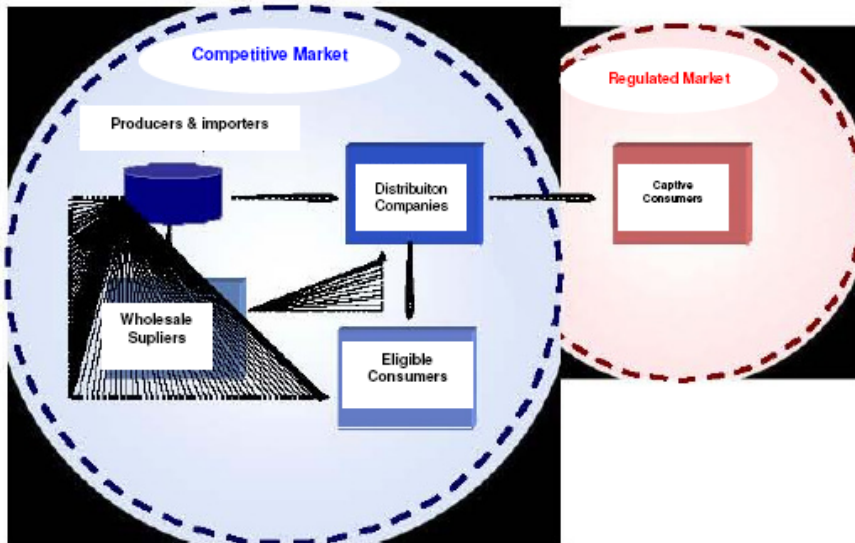 Competitive Market
Regulated Market
Producers & importers
Distribuiton
Companies
Captive
Consumers
Wholesale
Supliers
Eligible
Consumers